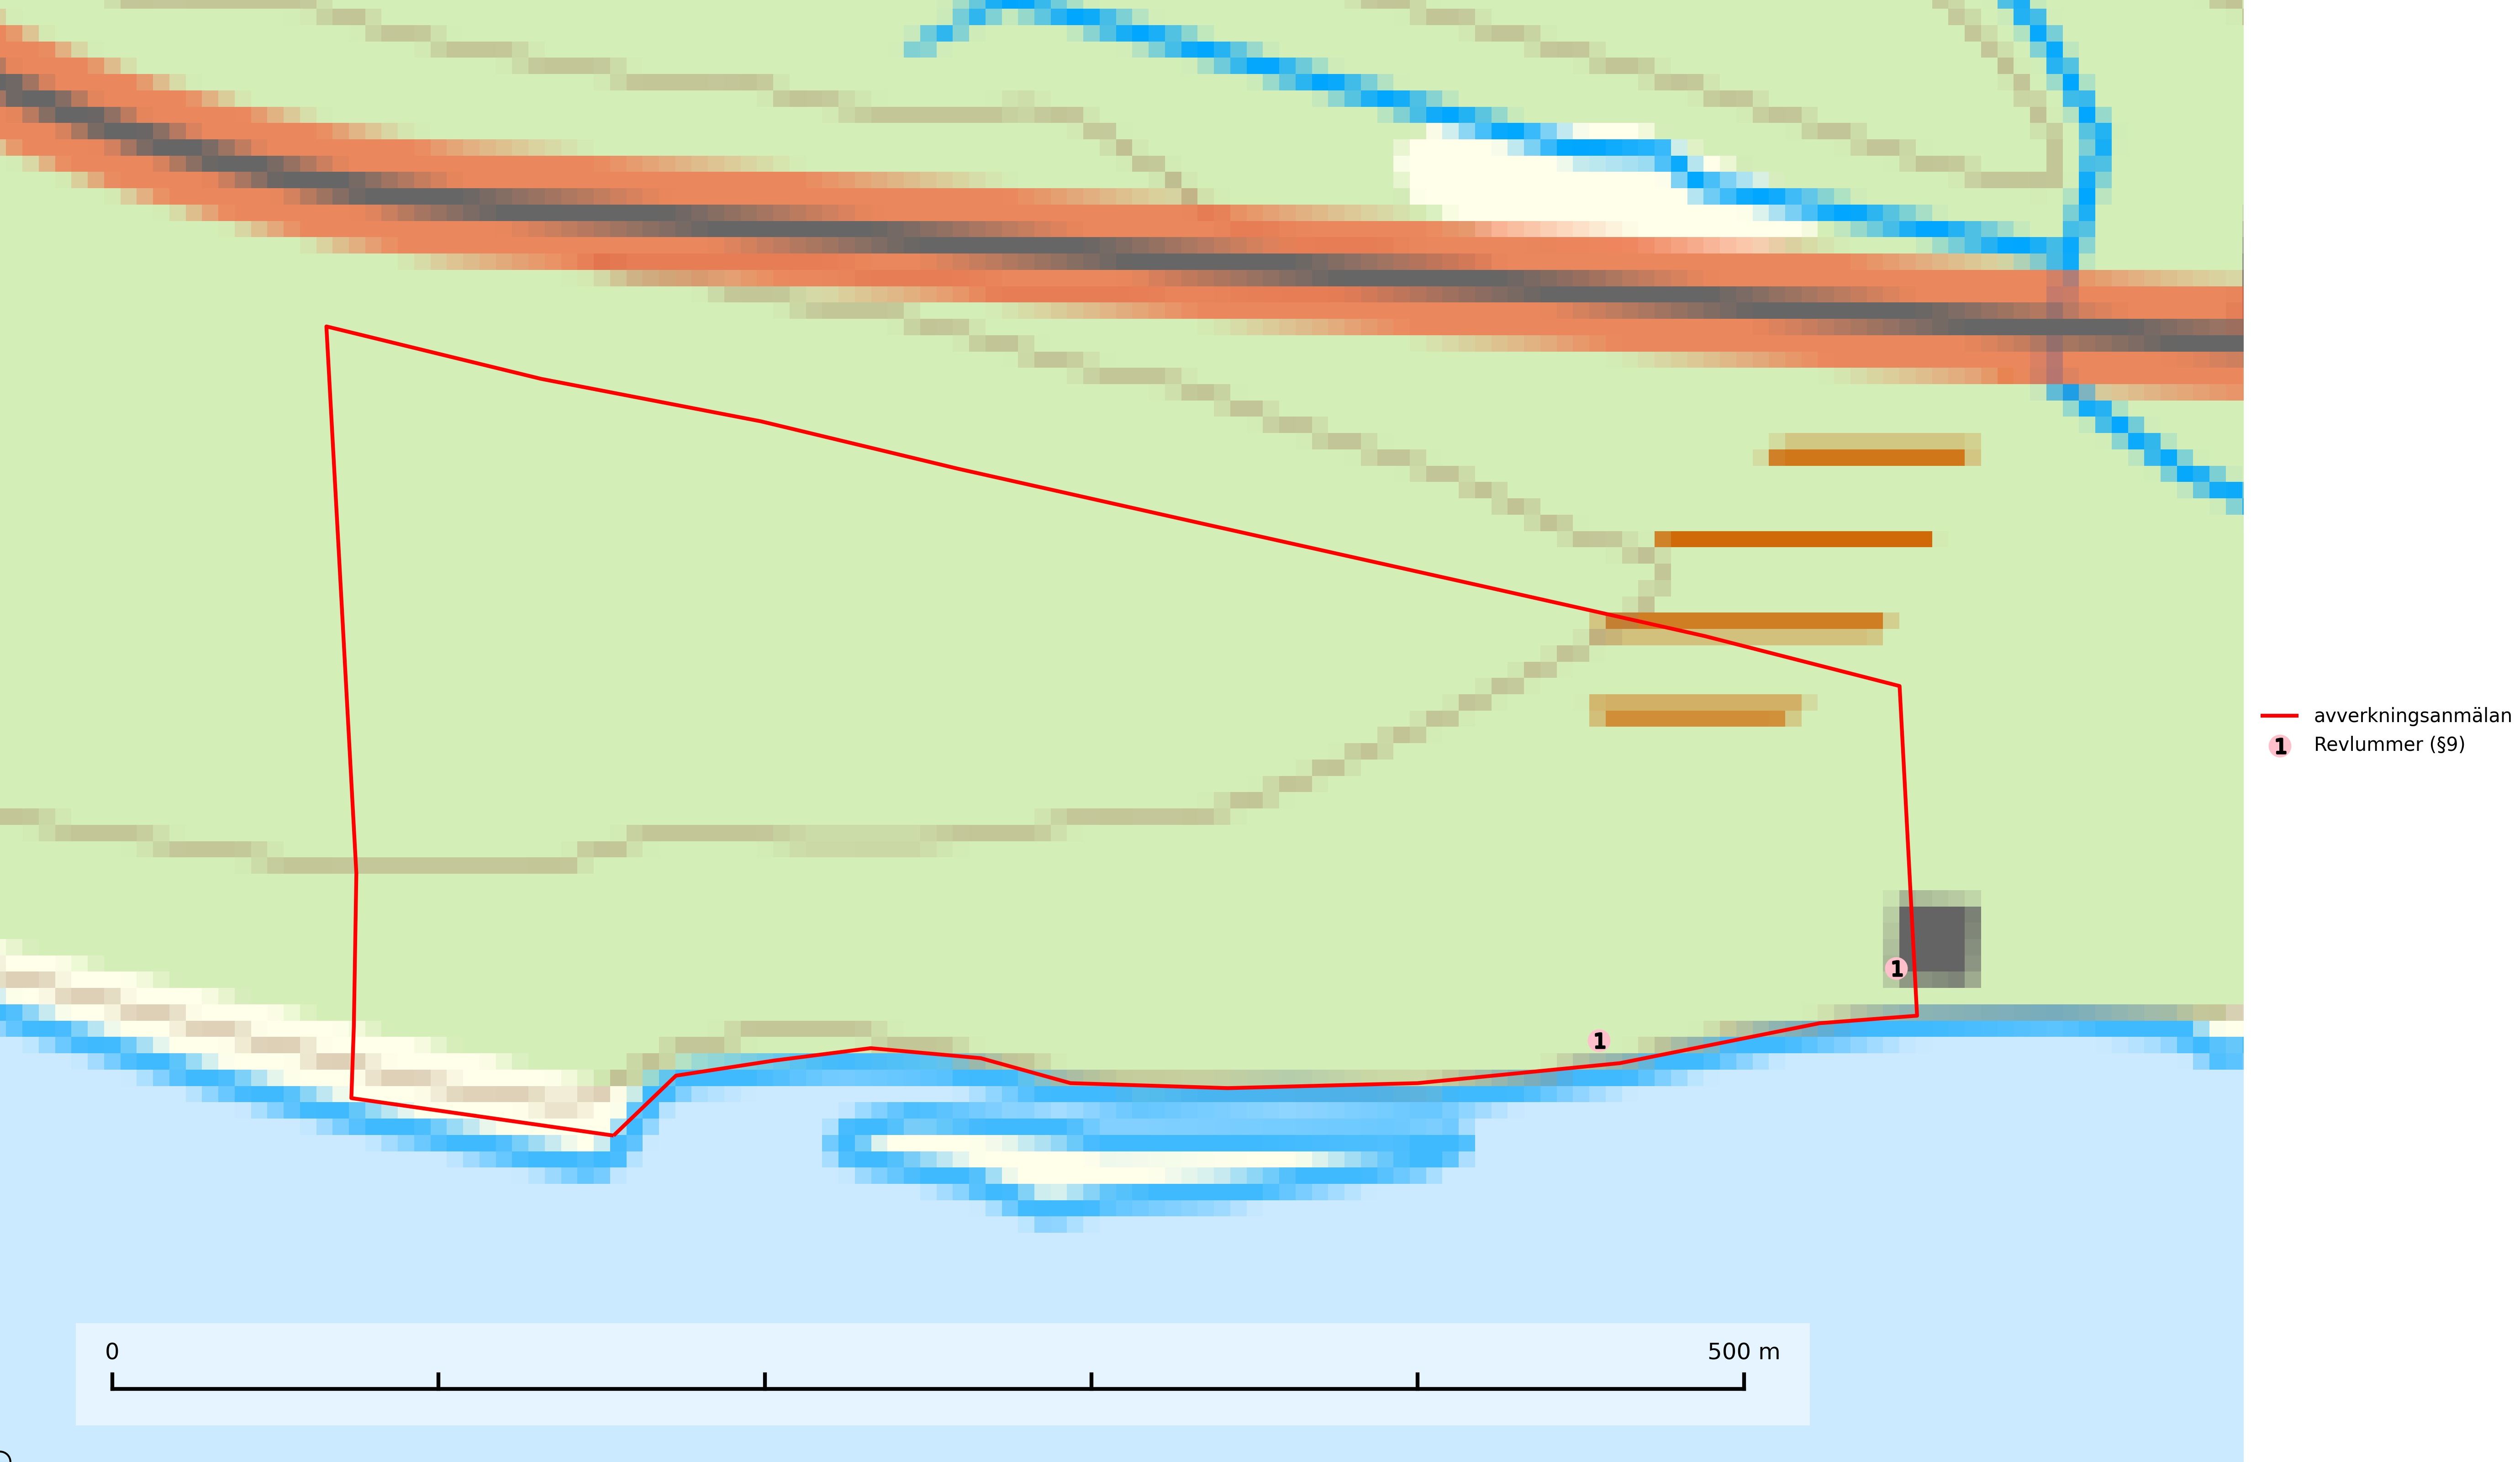 avverkningsanmälan
1 Revlummer (§9)
1
1
0 500 m